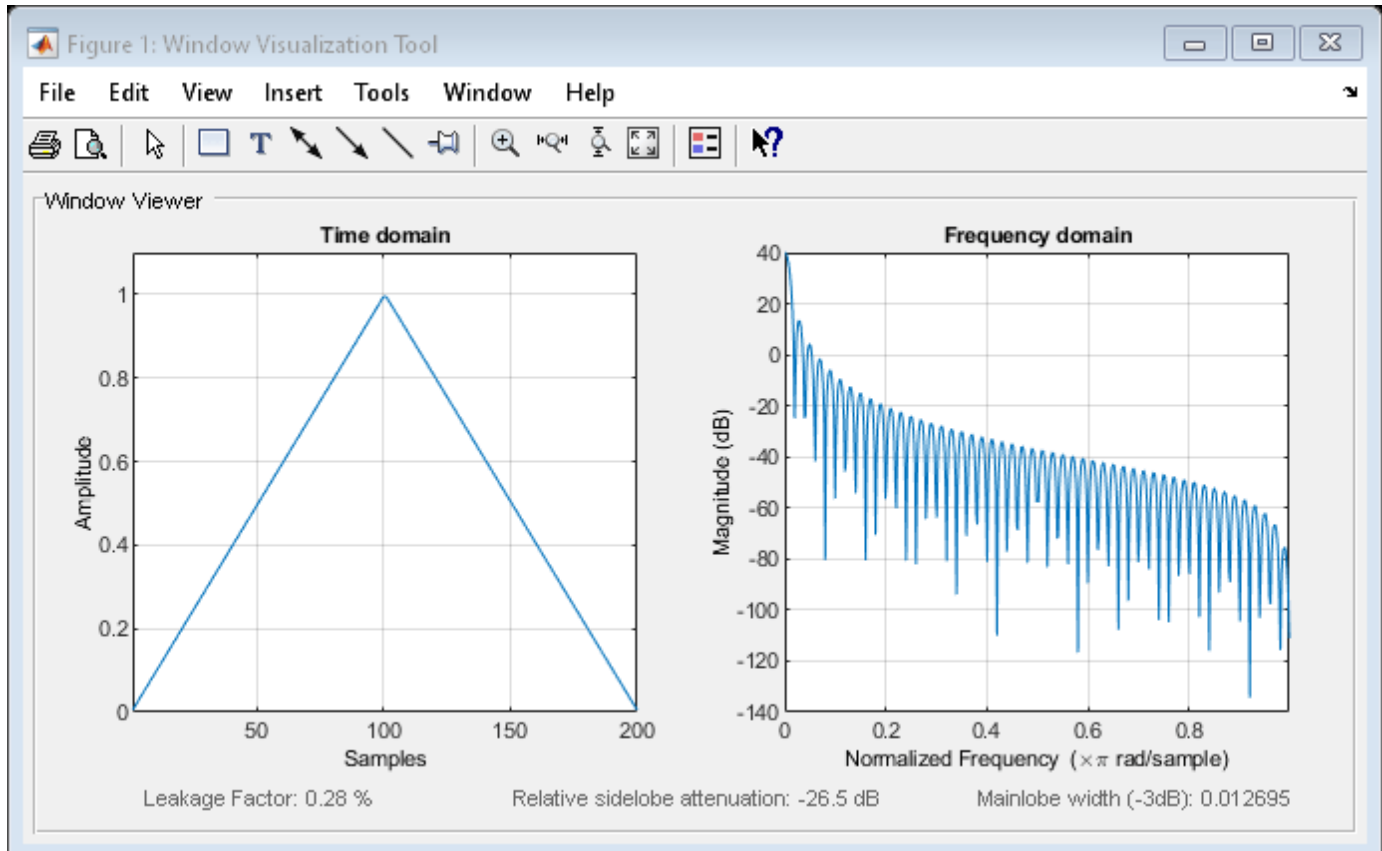 Figure 1: Window Visualization Tool
File Edit View Insert Tools Window Help
T
Window Viewer
Time domain
1
0.8
0.6
0.4
0.2
0
50 100 150 200
Amplitude
Samples
Frequency domain
40
20
0
-20
-40
-60
-80
-100
-120
-140
0 0.2 0.4 0.6 0.8
Magnitude (dB)
Normalized Frequency (×π rad/sample)
Leakage Factor: 0.28 % Relative sidelobe attenuation: -26.5 dB Mainlobe width (-3dB): 0.012695